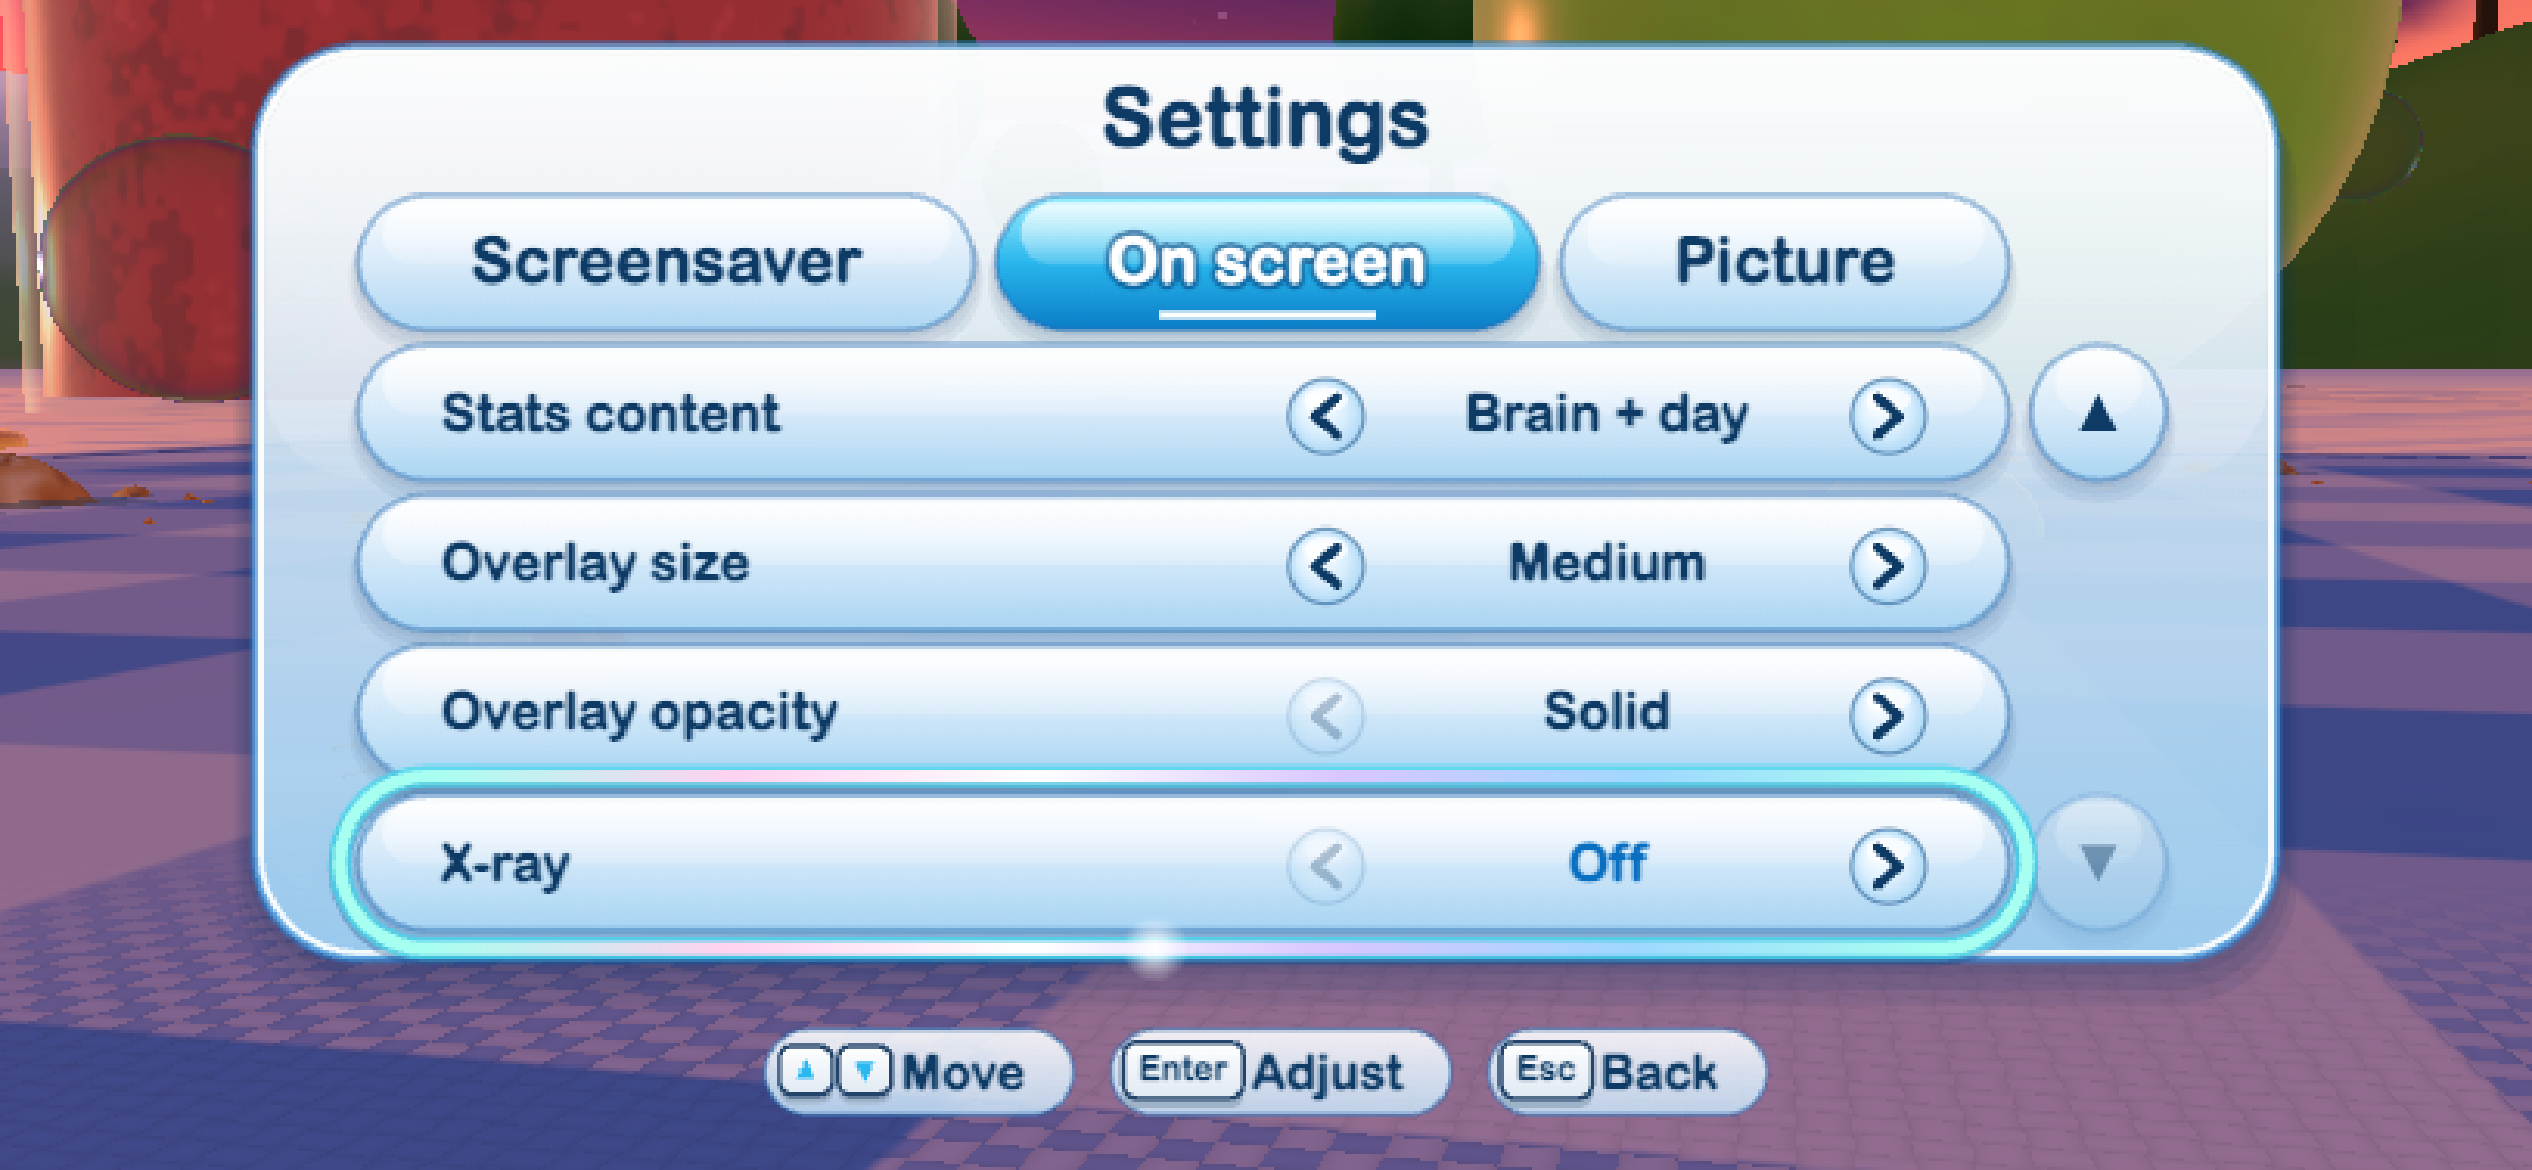 Settings
Screensaver On screen Picture
Stats content < Brain + day > ▲
Overlay size < Medium >
Overlay opacity < Solid >
X-ray < Off > ▼
▲ ▼ Move Enter Adjust Esc Back